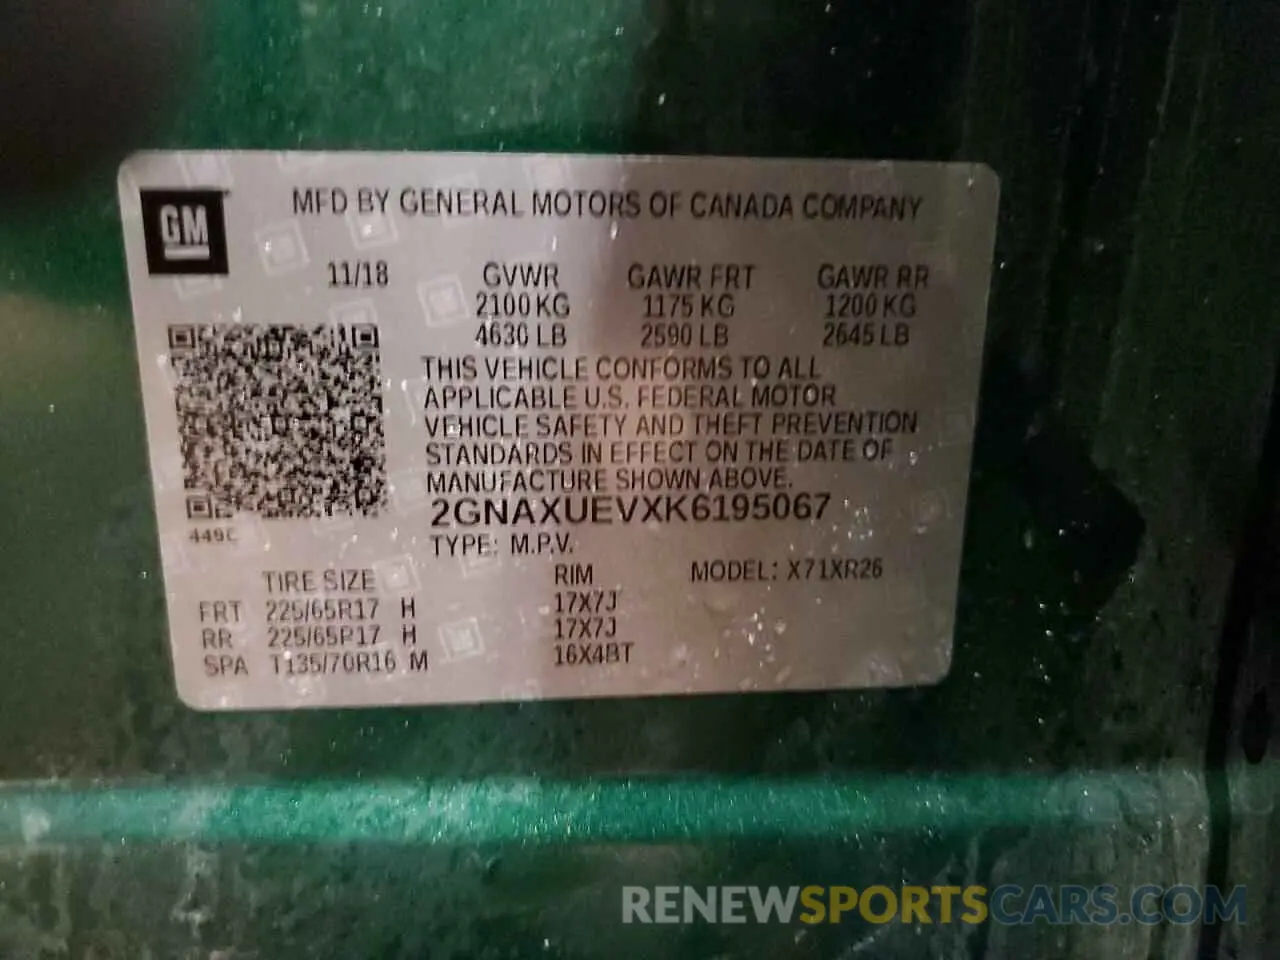 GM
MFD BY GENERAL MOTORS OF CANADA COMPANY
11/18 GVWR GAWR FRT GAWR RR
2100 KG 1175 KG 1200 KG
4630 LB 2590 LB 2645 LB
THIS VEHICLE CONFORMS TO ALL
APPLICABLE U.S. FEDERAL MOTOR
VEHICLE SAFETY AND THEFT PREVENTION
STANDARDS IN EFFECT ON THE DATE OF
MANUFACTURE SHOWN ABOVE.
2GNAXUEVXK6195067
449C
TYPE: M.P.V.
TIRE SIZE RIM MODEL: X71XR26
FRT 225/65R17 H 17X7J
RR 225/65R17 H 17X7J
SPA T135/70R16 M 16X4BT
RENEWSPORTSCARS.COM